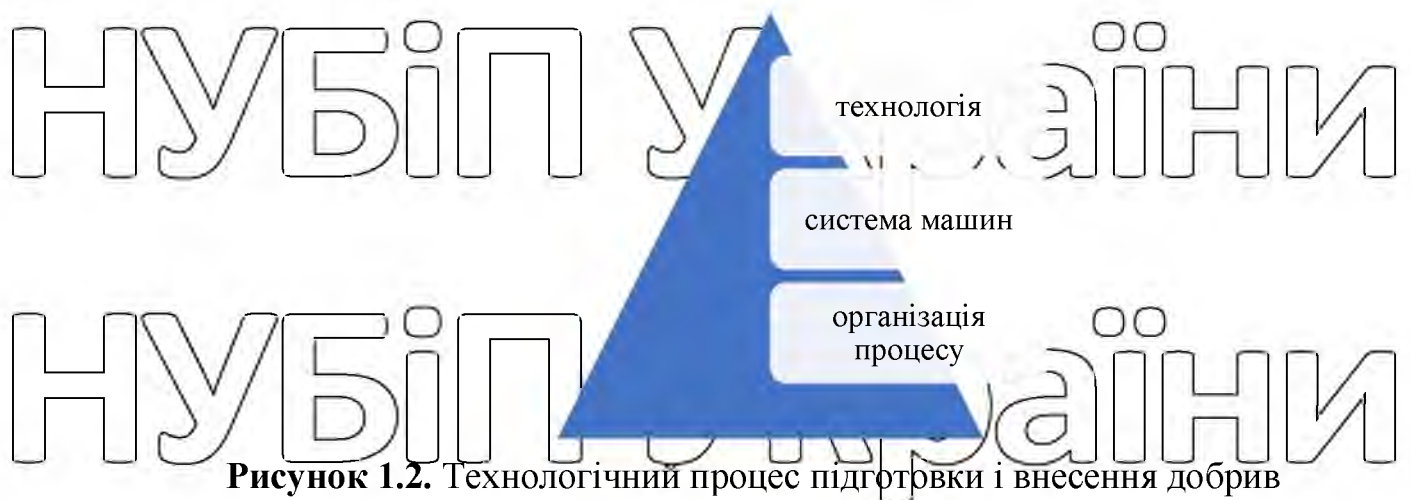 НУБіП України
технологія
система машин
організація
процесу
НУБіП України
Рисунок 1.2. Технологічний процес підготовки і внесення добрив